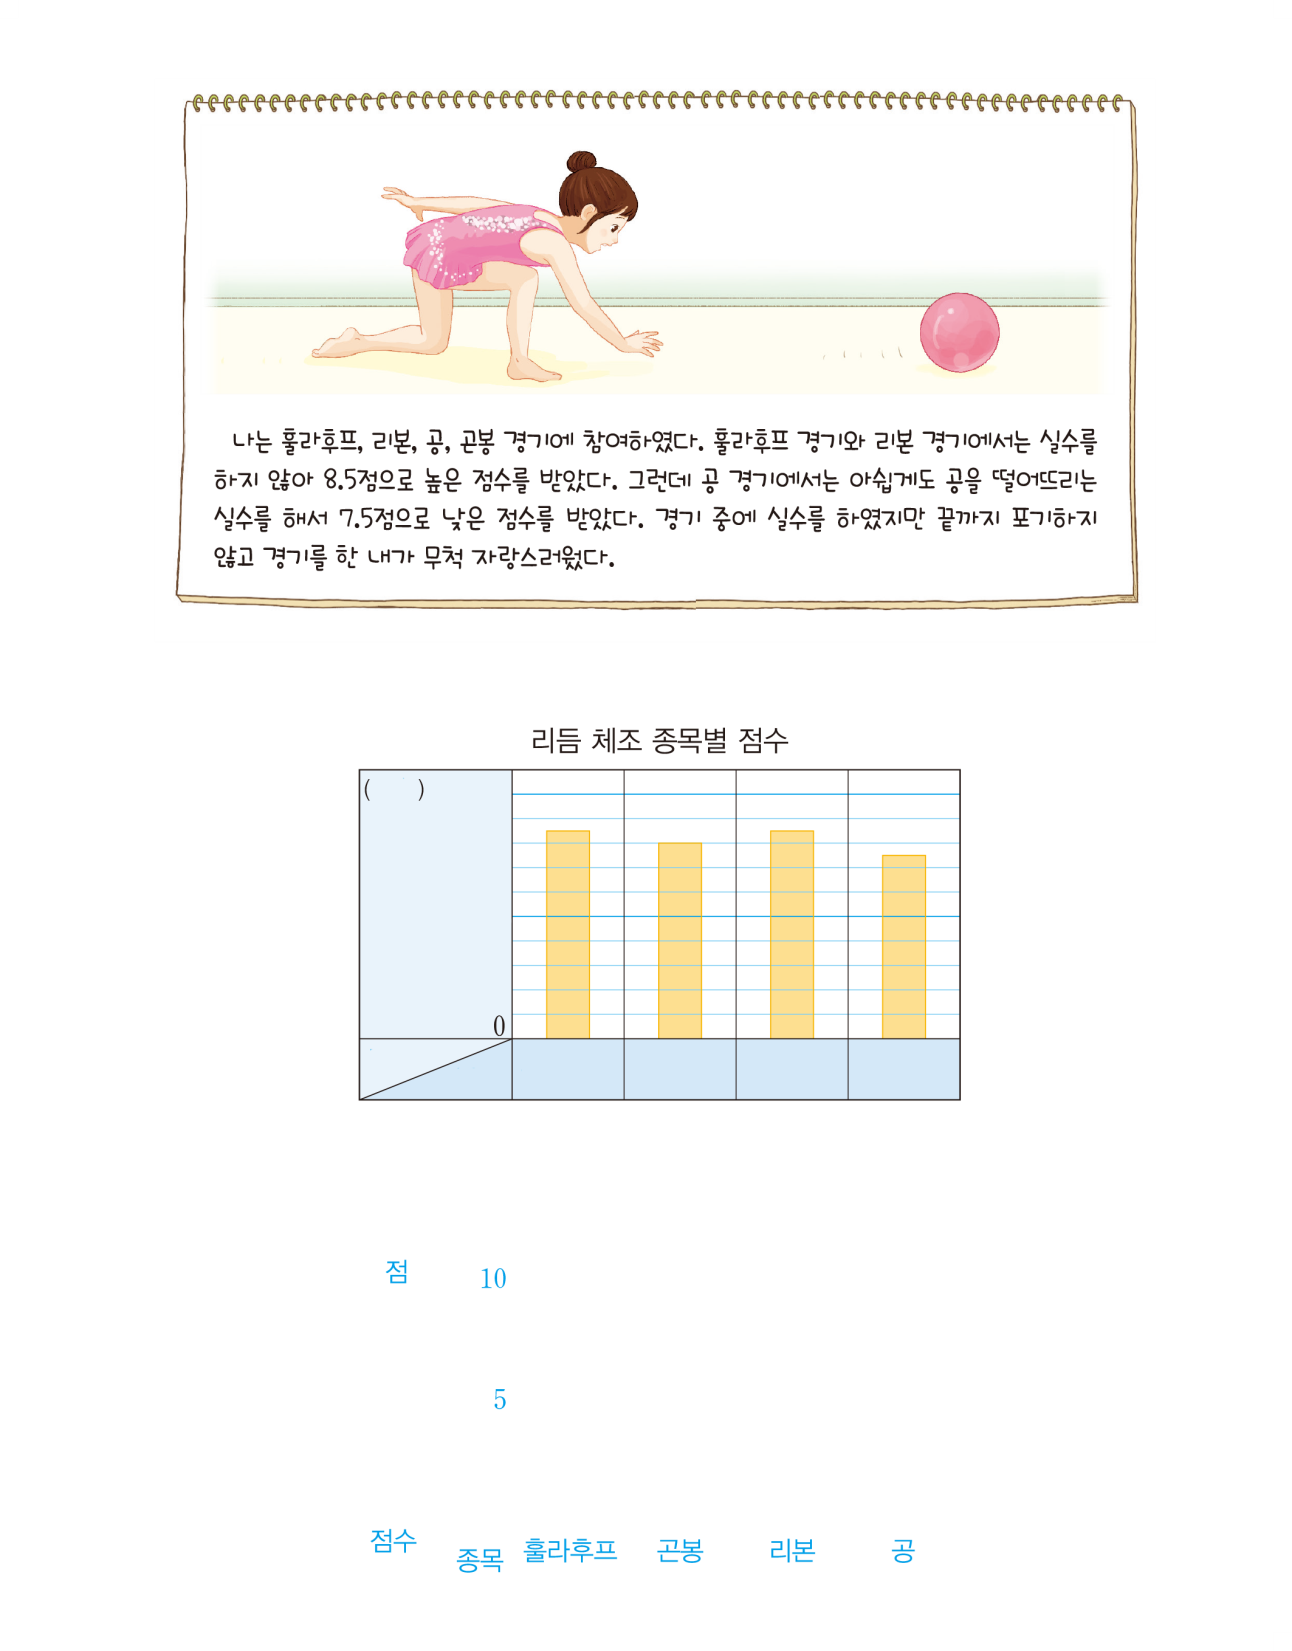 나는 훌라후프, 리본, 공, 곤봉 경기에 참여하였다. 훌라후프 경기와 리본 경기에서는 실수를
하지 않아 8.5점으로 높은 점수를 받았다. 그런데 공 경기에서는 아쉽게도 공을 떨어뜨리는
실수를 해서 7.5점으로 낮은 점수를 받았다. 경기 중에 실수를 하였지만 끝까지 포기하지
않고 경기를 한 내가 무척 자랑스러웠다.
리듬 체조 종목별 점수
( )
0
점 10
5
점수 종목 훌라후프 곤봉 리본 공